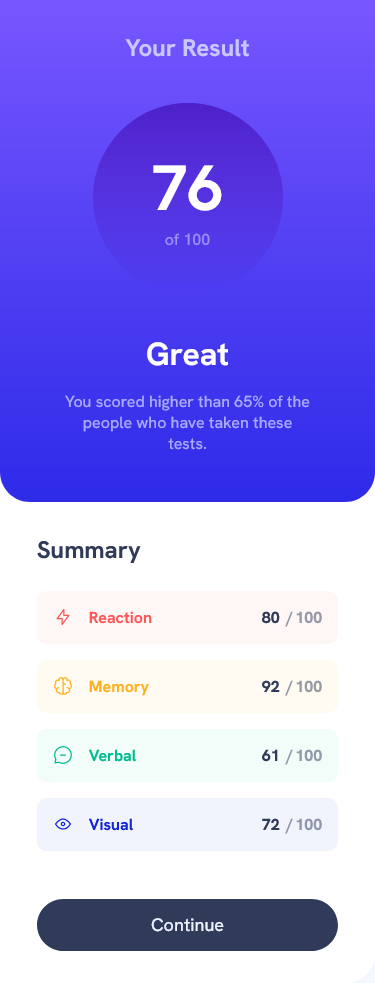 Your Result
76
of 100
Great
You scored higher than 65% of the
people who have taken these
tests.
Summary
Reaction 80 / 100
Memory 92 / 100
Verbal 61 / 100
Visual 72 / 100
Continue